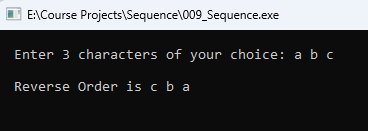 E:\Course Projects\Sequence\009_Sequence.exe
Enter 3 characters of your choice: a b c
Reverse Order is c b a